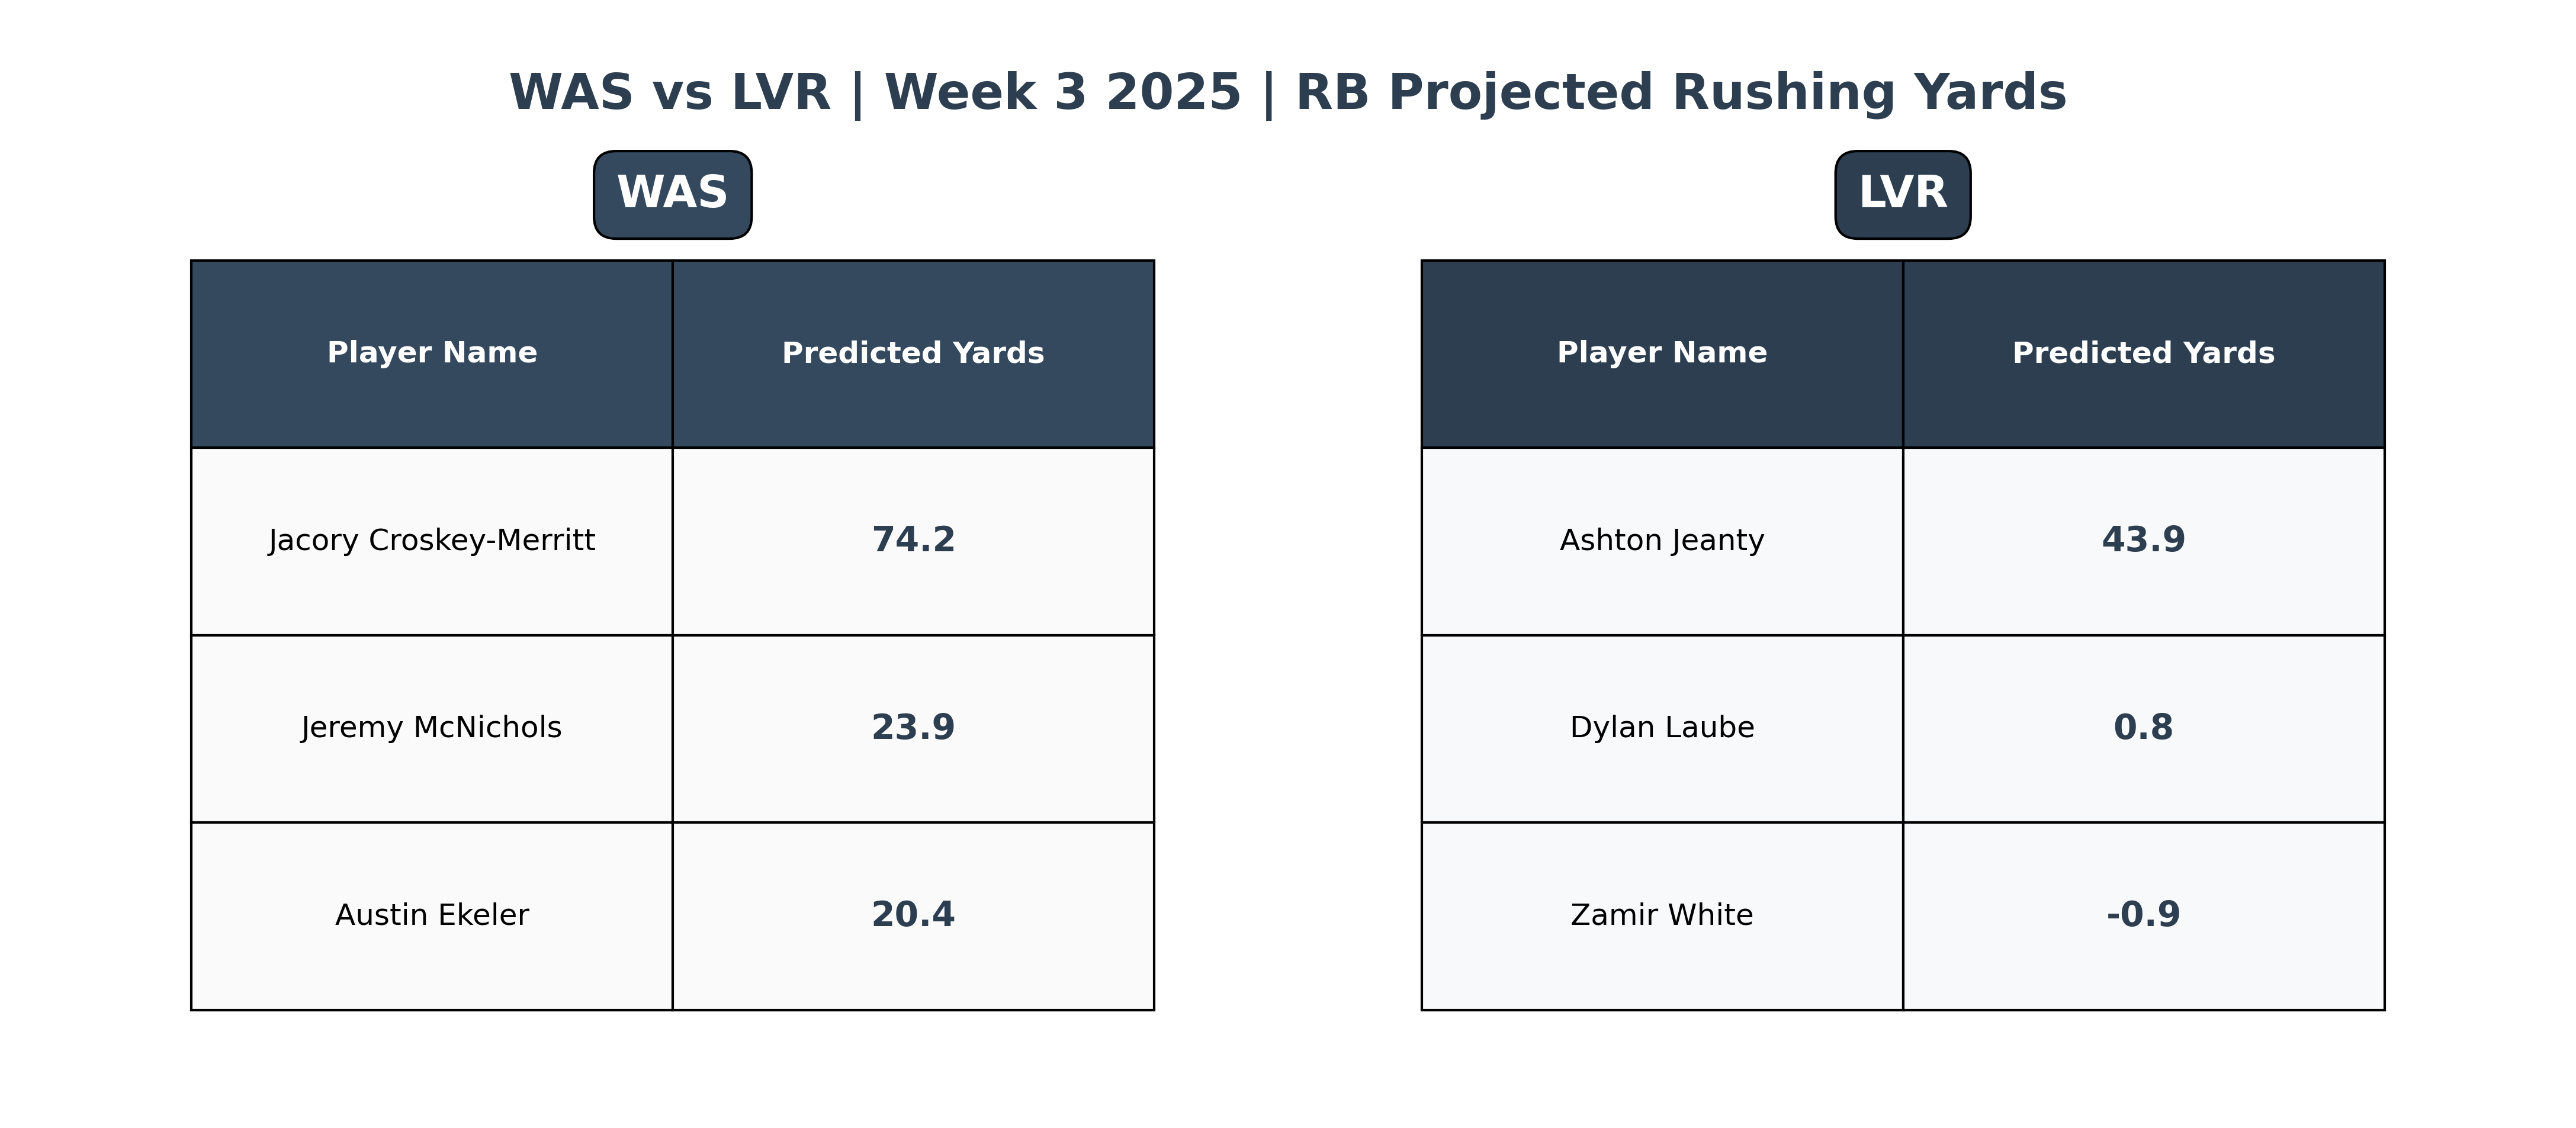 WAS vs LVR | Week 3 2025 | RB Projected Rushing Yards
WAS
Player Name Predicted Yards
Jacory Croskey-Merritt 74.2
Jeremy McNichols 23.9
Austin Ekeler 20.4
LVR
Player Name Predicted Yards
Ashton Jeanty 43.9
Dylan Laube 0.8
Zamir White -0.9